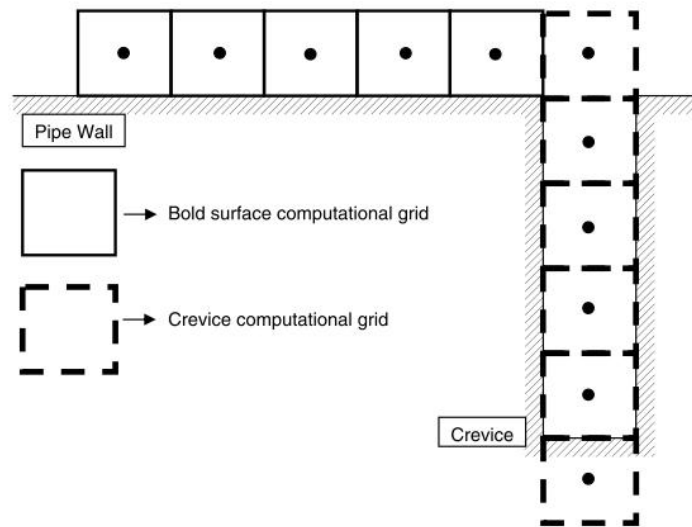 Pipe Wall
Bold surface computational grid
Crevice computational grid
Crevice